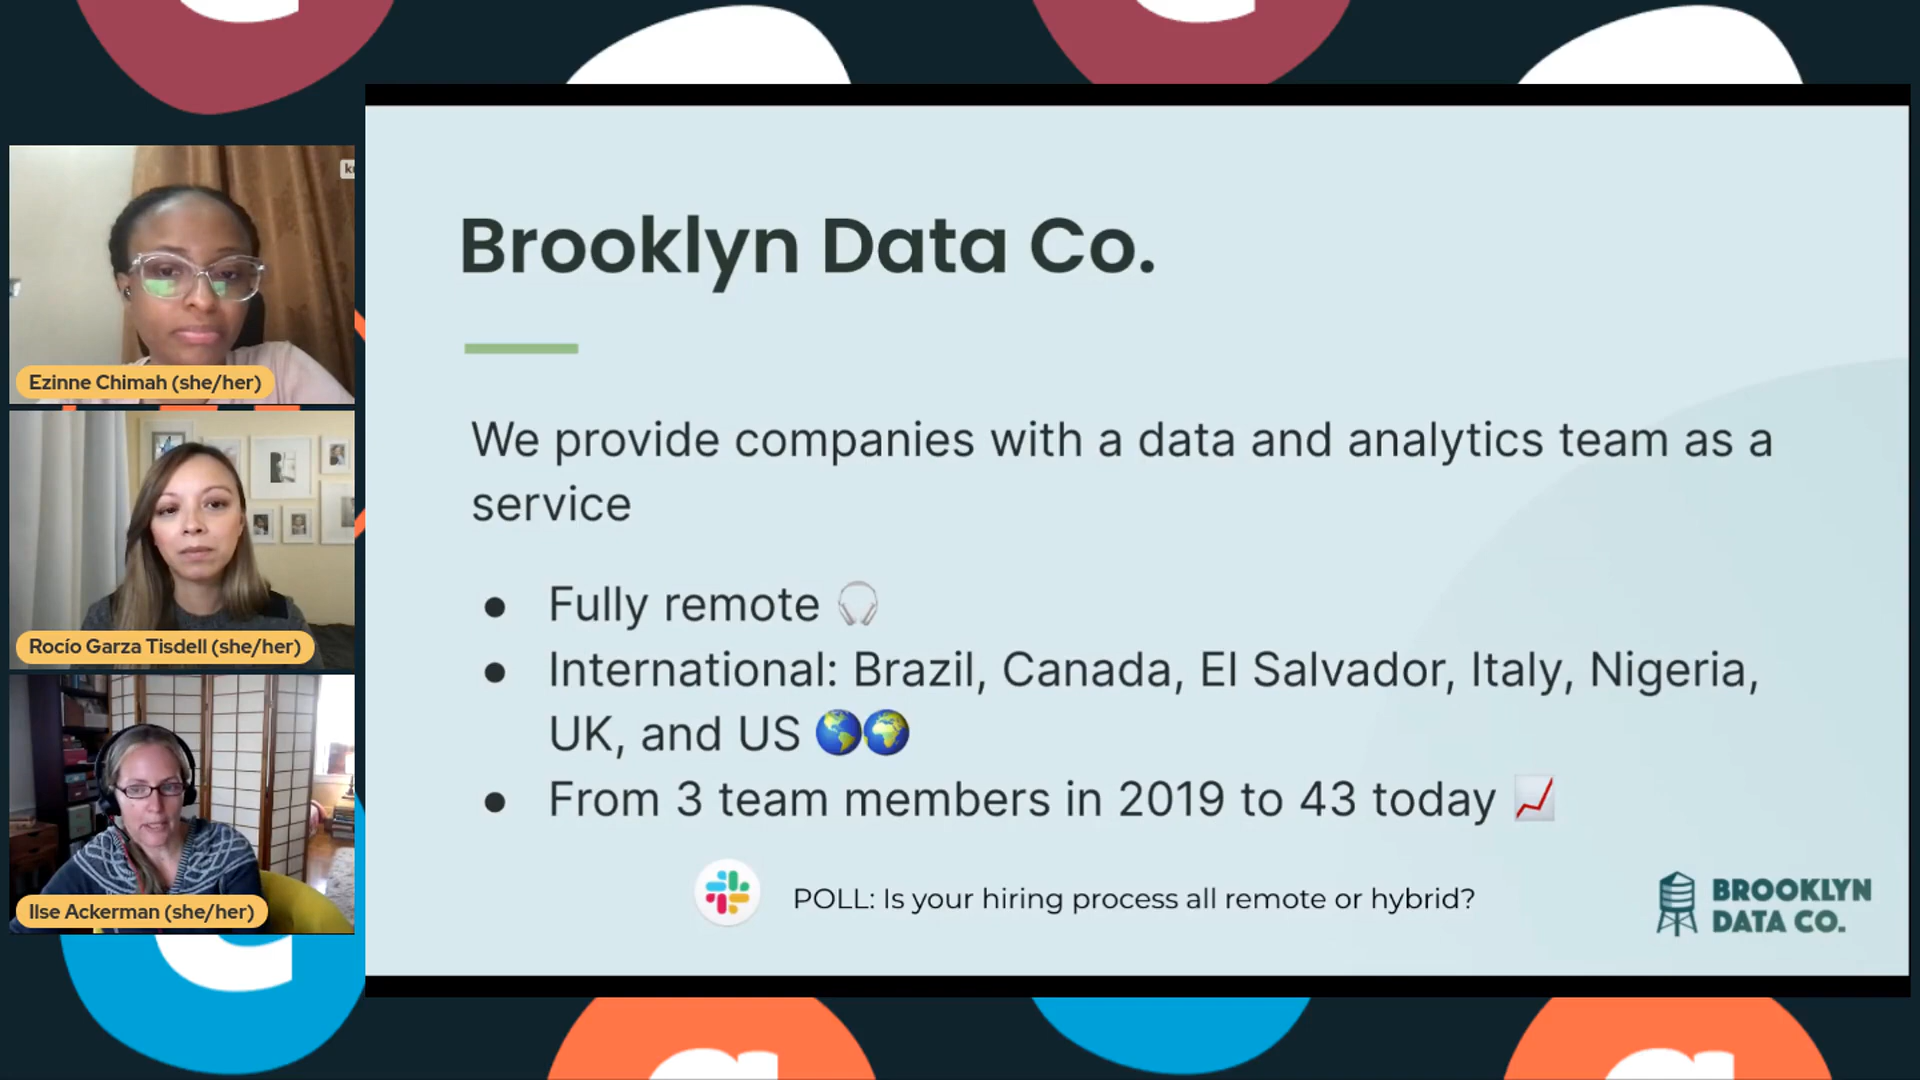 Brooklyn Data Co.
We provide companies with a data and analytics team as a
service
● Fully remote 🎧
● International: Brazil, Canada, El Salvador, Italy, Nigeria,
UK, and US 🌎🌍
● From 3 team members in 2019 to 43 today 📈
POLL: Is your hiring process all remote or hybrid?
BROOKLYN
DATA CO.
Ezinne Chimah (she/her)
Rocío Garza Tisdell (she/her)
Ilse Ackerman (she/her)